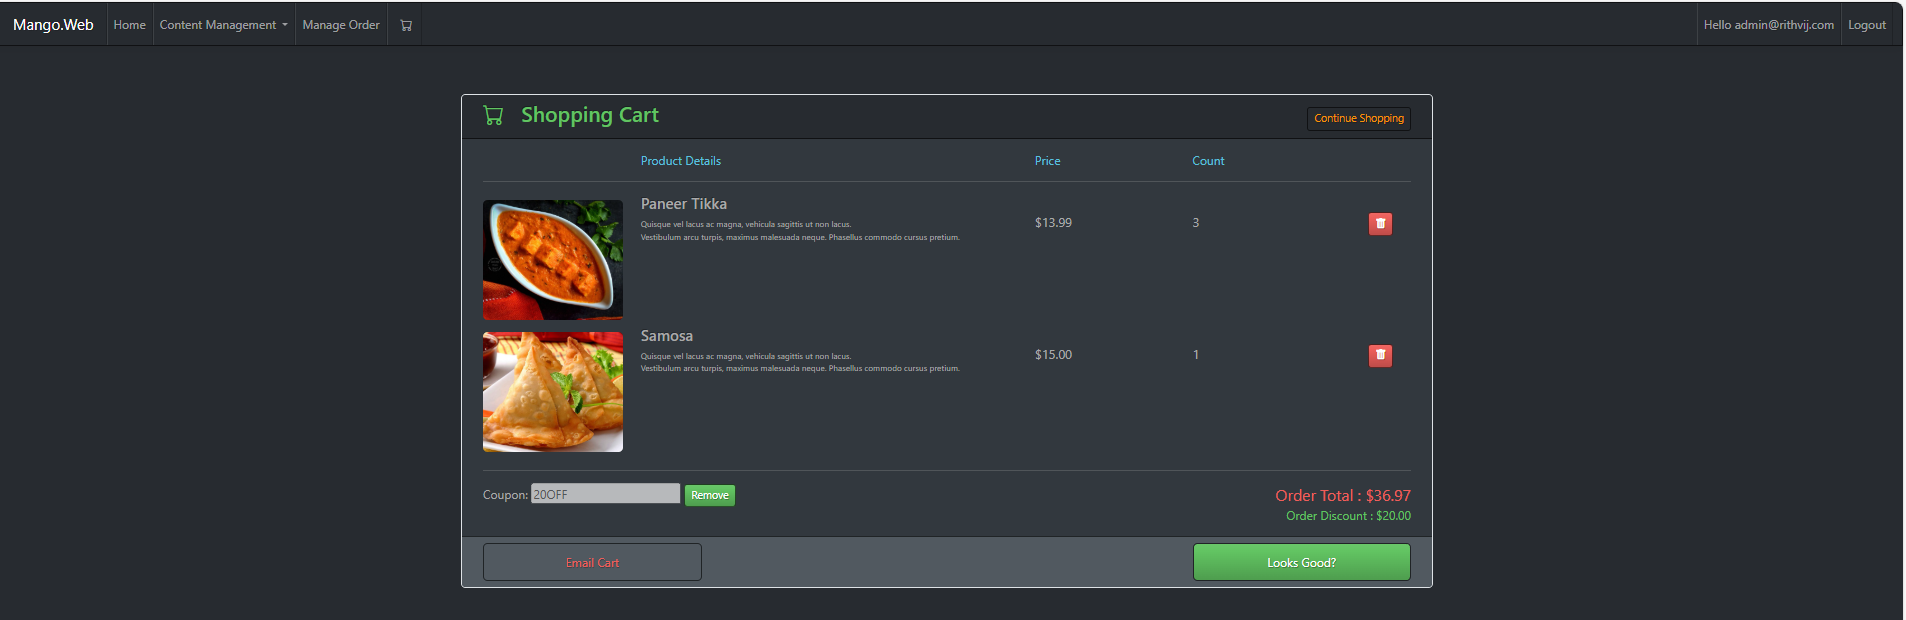 Mango.Web Home Content Management Manage Order Hello admin@rithvij.com Logout
Shopping Cart Continue Shopping
Product Details Price Count
Paneer Tikka
Quisque vel lacus ac magna, vehicula sagittis ut non lacus.
Vestibulum arcu turpis, maximus malesuada neque. Phasellus commodo cursus pretium.
$13.99 3
Samosa
Quisque vel lacus ac magna, vehicula sagittis ut non lacus.
Vestibulum arcu turpis, maximus malesuada neque. Phasellus commodo cursus pretium.
$15.00 1
Coupon: 20OFF Remove Order Total : $36.97
Order Discount : $20.00
Email Cart Looks Good?